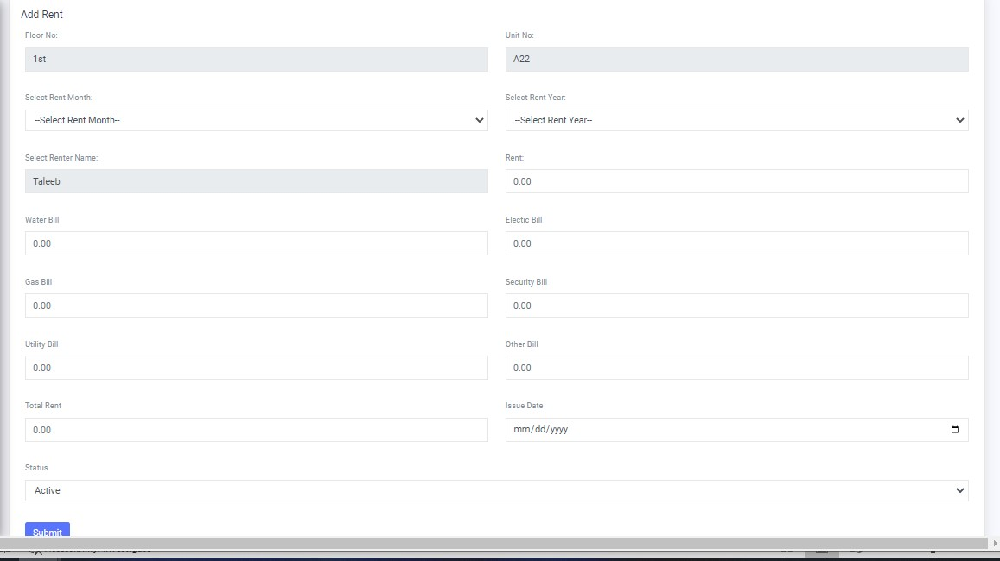 Add Rent
Floor No:
Unit No:
1st
A22
Select Rent Month:
Select Rent Year:
--Select Rent Month--
--Select Rent Year--
Select Renter Name:
Rent:
Taleeb
0.00
Water Bill
Electic Bill
0.00
0.00
Gas Bill
Security Bill
0.00
0.00
Utility Bill
Other Bill
0.00
0.00
Total Rent
Issue Date
0.00
mm/dd/yyyy
Status
Active
Submit